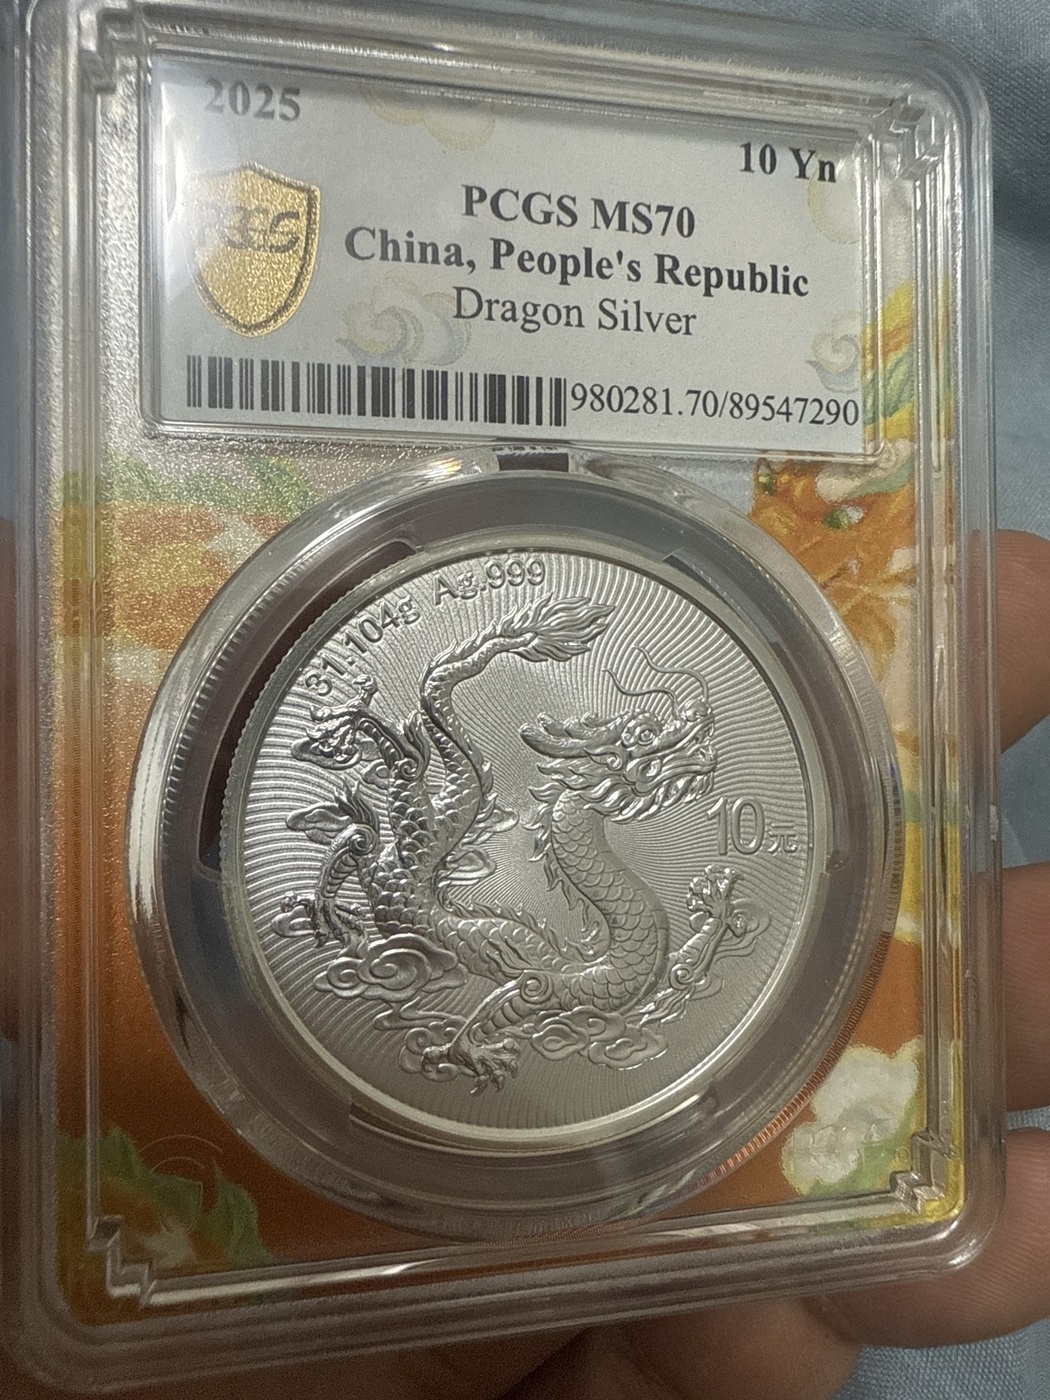 2025
10 Yn
PCGS MS70
China, People's Republic
Dragon Silver
PCGS
980281.70/89547290
31.104g Ag.999
10元